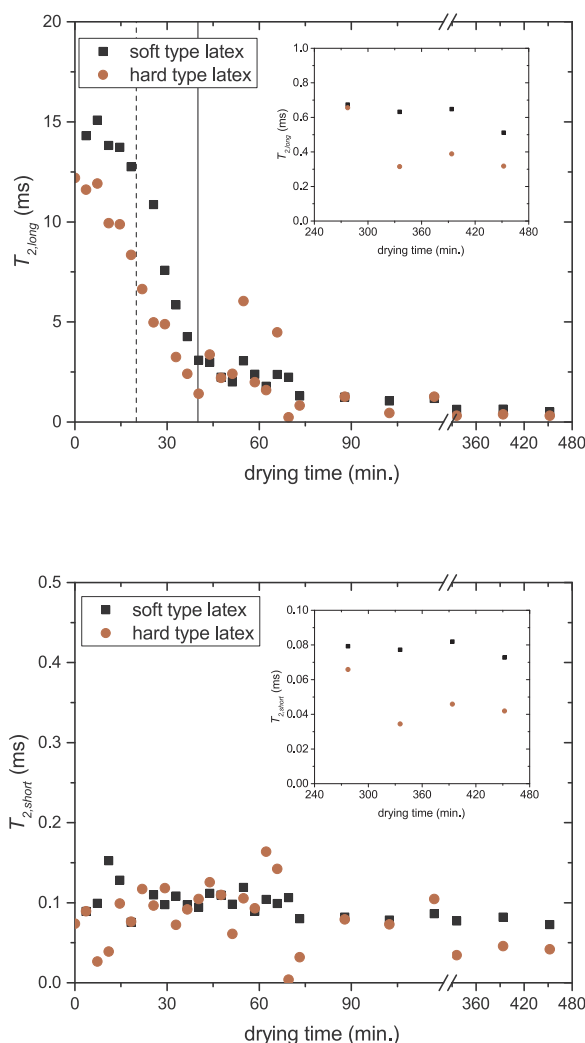 20
15
10
5
0
T2,long (ms)
soft type latex
hard type latex
1.0
0.8
0.6
0.4
0.2
0.0
T2,long (ms)
240 300 360 420 480
drying time (min.)
0 30 60 90 360 420 480
drying time (min.)
0.5
0.4
0.3
0.2
0.1
0.0
T2,short (ms)
soft type latex
hard type latex
0.10
0.08
0.06
0.04
0.02
0.00
T2,short (ms)
240 300 360 420 480
drying time (min.)
0 30 60 90 360 420 480
drying time (min.)